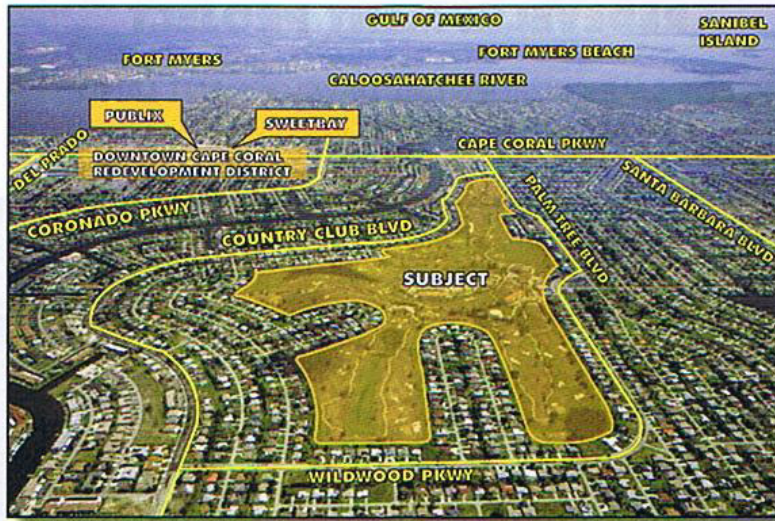 GULF OF MEXICO
SANIBEL
ISLAND
FORT MYERS
FORT MYERS BEACH
CALOOSAHATCHEE RIVER
PUBLIX
SWEETBAY
DEL PRADO
DOWNTOWN CAPE CORAL
REDEVELOPMENT DISTRICT
CAPE CORAL PKWY
CORONADO PKWY
COUNTRY CLUB BLVD
PALM TREE BLVD
SANTA BARBARA BLVD
SUBJECT
WILDWOOD PKWY